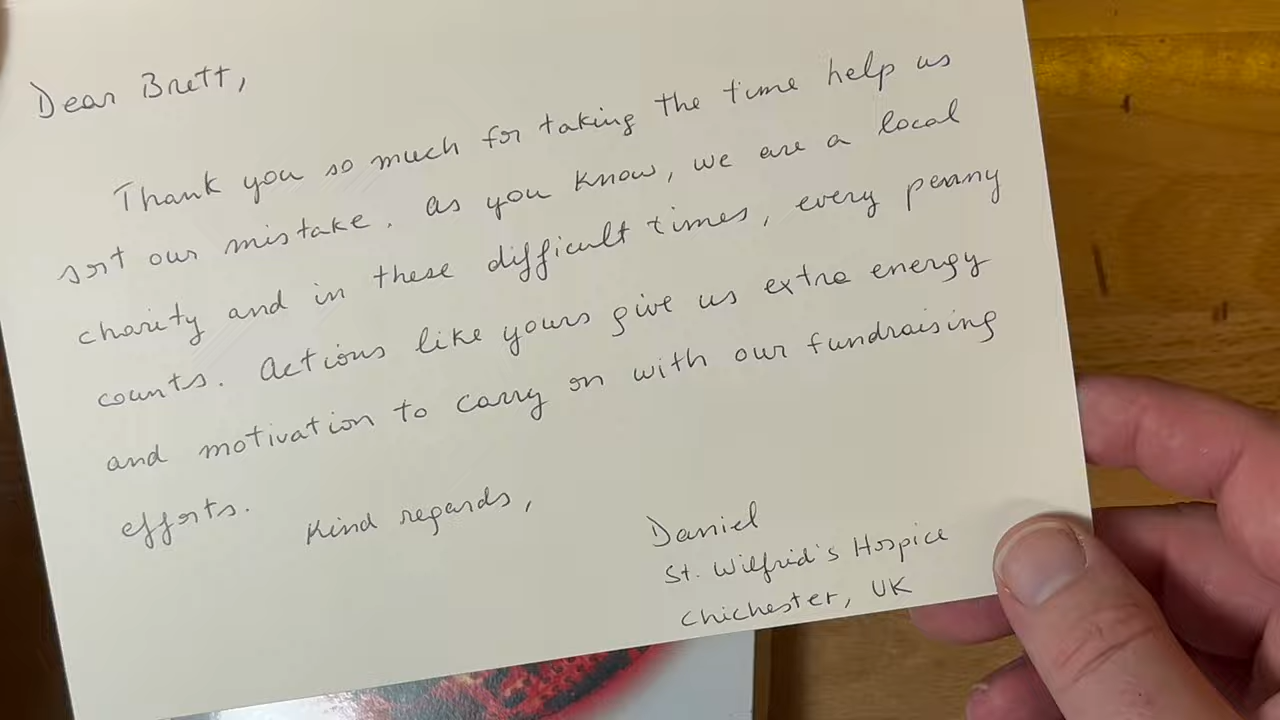 Dear Brett,
Thank you so much for taking the time help us
sort our mistake. As you know, we are a local
charity and in these difficult times, every penny
counts. Actions like yours give us extra energy
and motivation to carry on with our fundraising
efforts.
Kind regards,
Daniel
St. Wilfrid's Hospice
Chichester, UK